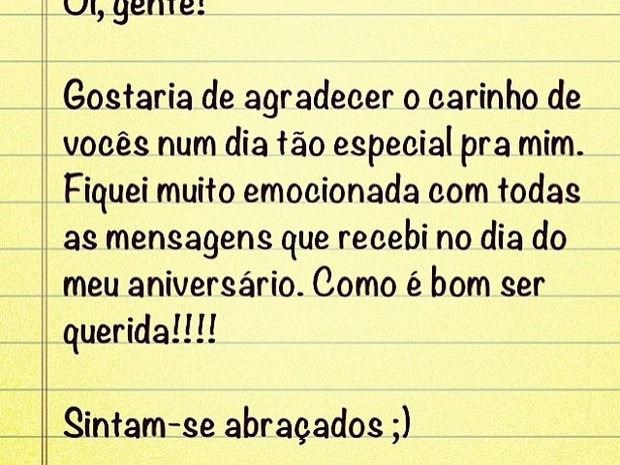 Oi, gente!
Gostaria de agradecer o carinho de
vocês num dia tão especial pra mim.
Fiquei muito emocionada com todas
as mensagens que recebi no dia do
meu aniversário. Como é bom ser
querida!!!!
Sintam-se abraçados ;)